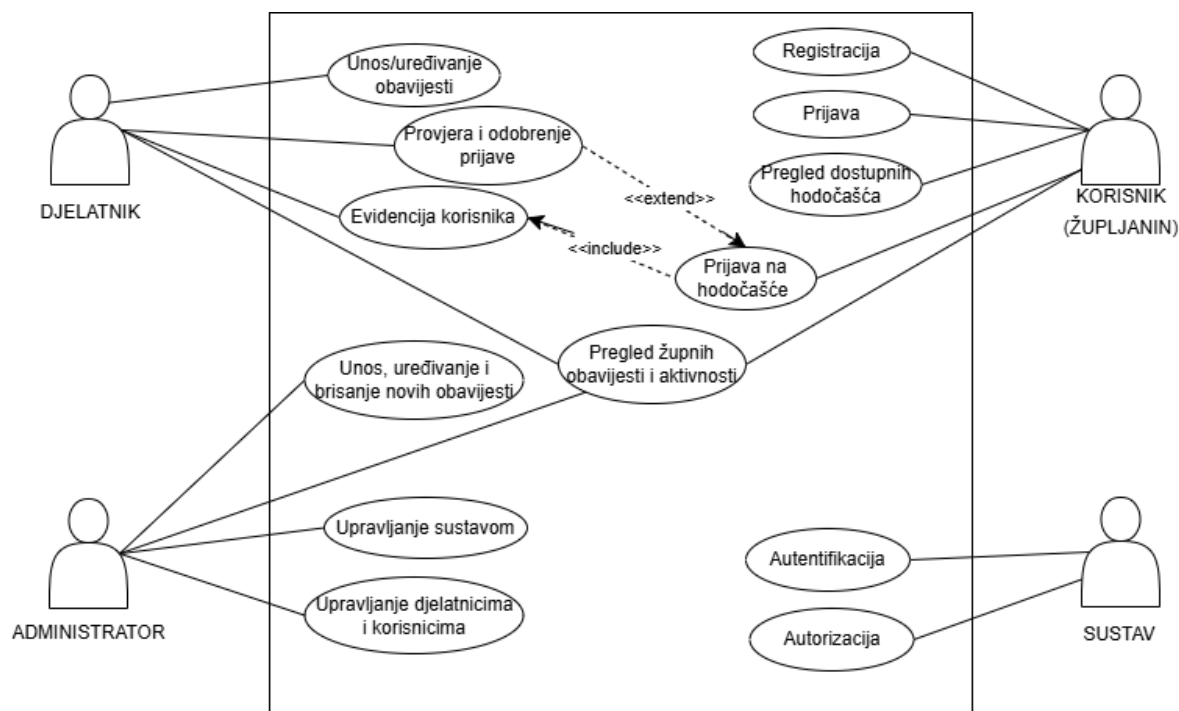 Unos/uređivanje
obavijesti
Registracija
Provjera i odobrenje
prijave
Prijava
DJELATNIK
Evidencija korisnika
<<extend>>
<<include>>
Pregled dostupnih
hodočašća
KORISNIK
(ŽUPLJANIN)
Prijava na
hodočašće
Pregled župnih
obavijesti i aktivnosti
Unos, uređivanje i
brisanje novih obavijesti
Upravljanje sustavom
Autentifikacija
Upravljanje djelatnicima
i korisnicima
ADMINISTRATOR
Autorizacija
SUSTAV